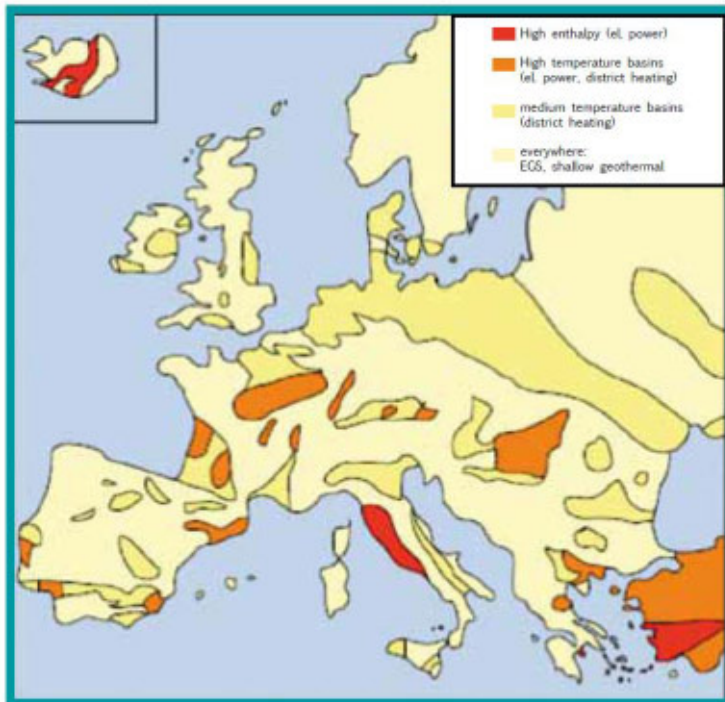 High enthalpy (el. power)
High temperature basins
(el. power, district heating)
medium temperature basins
(district heating)
everywhere:
EGS, shallow geothermal